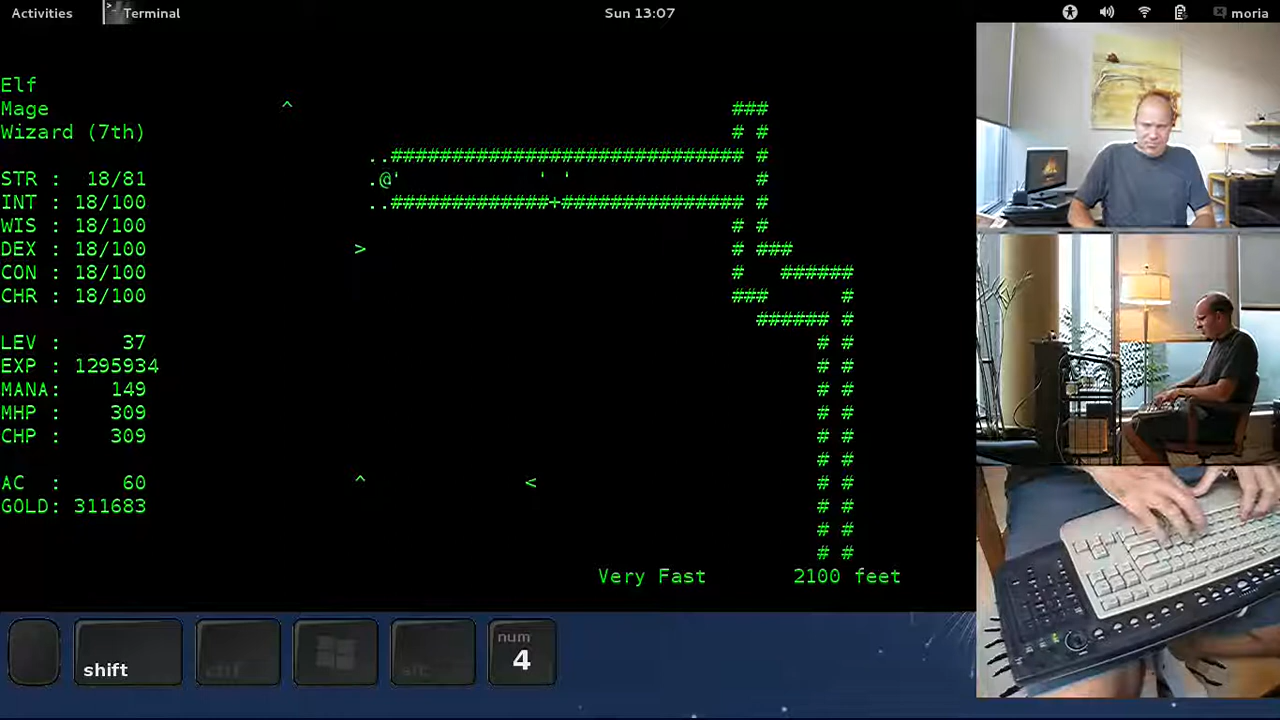 Activities Terminal Sun 13:07 moria
Elf
Mage ^ ###
Wizard (7th) # #
..############################# #
STR : 18/81 .@' ' ' #
INT : 18/100 ..#############+############### #
WIS : 18/100 # #
DEX : 18/100 > # ###
CON : 18/100 # ######
CHR : 18/100 ### #
###### #
LEV : 37 # #
EXP : 1295934 # #
MANA: 149 # #
MHP : 309 # #
CHP : 309 # #
# #
AC : 60 ^ < # #
GOLD: 311683 # #
# #
# #
Very Fast 2100 feet
num
shift ctrl alt 4